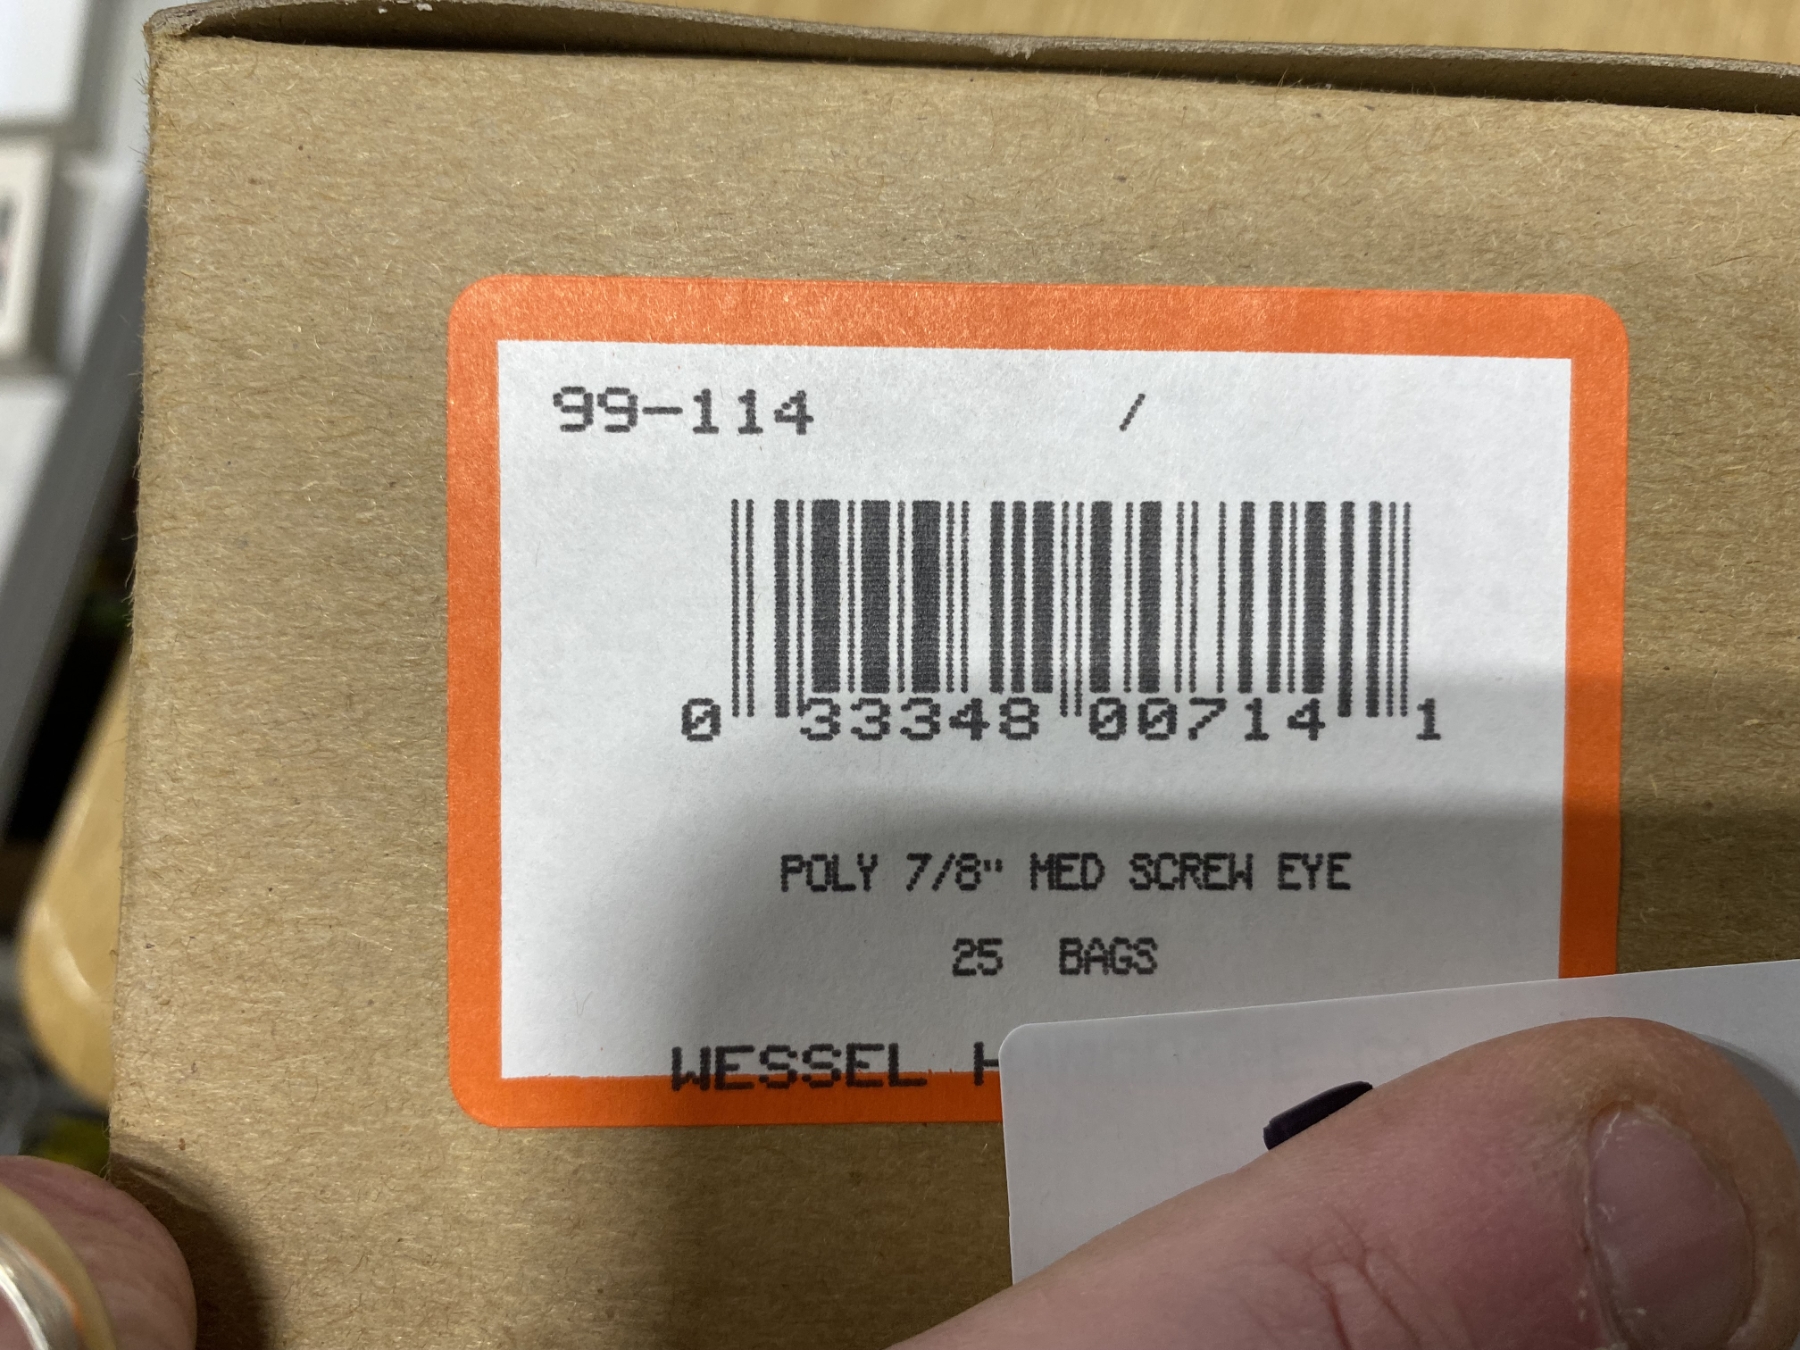 99-114 /
0 33348 00714 1
POLY 7/8" MED SCREW EYE
25 BAGS
WESSEL H